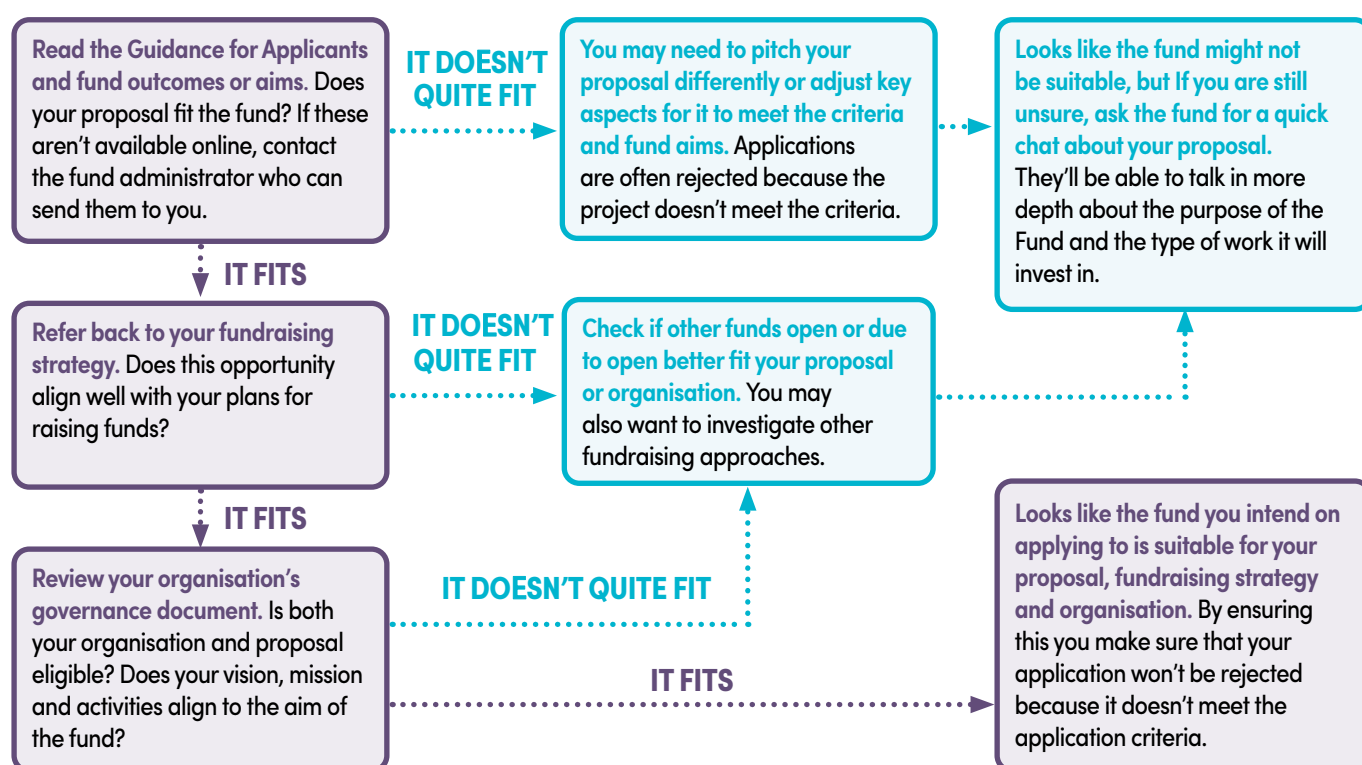 Read the Guidance for Applicants
and fund outcomes or aims. Does
your proposal fit the fund? If these
aren't available online, contact
the fund administrator who can
send them to you.
IT DOESN'T
QUITE FIT
You may need to pitch your
proposal differently or adjust key
aspects for it to meet the criteria
and fund aims. Applications
are often rejected because the
project doesn't meet the criteria.
Looks like the fund might not
be suitable, but If you are still
unsure, ask the fund for a quick
chat about your proposal.
They'll be able to talk in more
depth about the purpose of the
Fund and the type of work it will
invest in.
IT FITS
Refer back to your fundraising
strategy. Does this opportunity
align well with your plans for
raising funds?
IT DOESN'T
QUITE FIT
Check if other funds open or due
to open better fit your proposal
or organisation. You may
also want to investigate other
fundraising approaches.
IT FITS
Review your organisation's
governance document. Is both
your organisation and proposal
eligible? Does your vision, mission
and activities align to the aim of
the fund?
IT DOESN'T QUITE FIT
IT FITS
Looks like the fund you intend on
applying to is suitable for your
proposal, fundraising strategy
and organisation. By ensuring
this you make sure that your
application won't be rejected
because it doesn't meet the
application criteria.